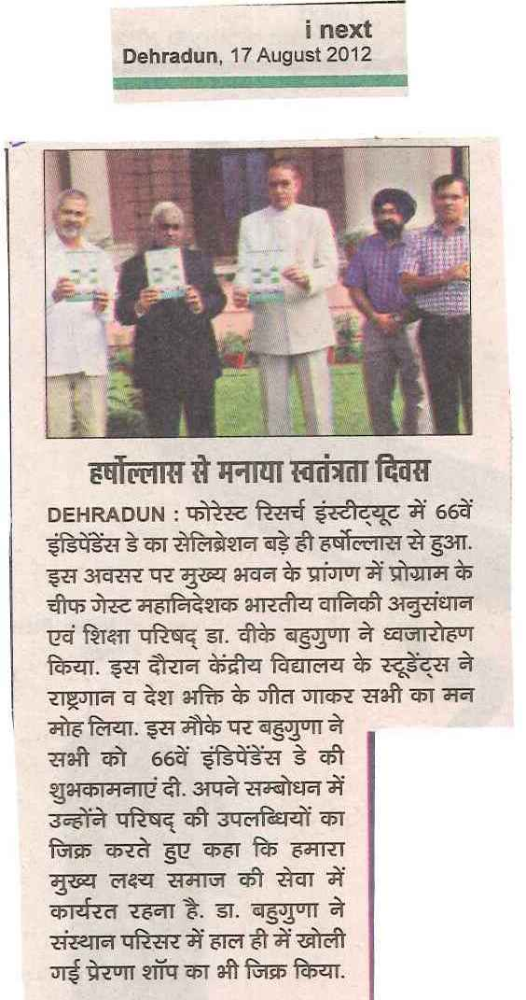 i next
Dehradun, 17 August 2012
हर्षोल्लास से मनाया स्वतंत्रता दिवस
DEHRADUN : फोरेस्ट रिसर्च इंस्टीट्यूट में 66वें
इंडिपेंडेंस डे का सेलिब्रेशन बड़े ही हर्षोल्लास से हुआ.
इस अवसर पर मुख्य भवन के प्रांगण में प्रोग्राम के
चीफ गेस्ट महानिदेशक भारतीय वानिकी अनुसंधान
एवं शिक्षा परिषद् डा. वीके बहुगुणा ने ध्वजारोहण
किया. इस दौरान केंद्रीय विद्यालय के स्टूडेंट्स ने
राष्ट्रगान व देश भक्ति के गीत गाकर सभी का मन
मोह लिया. इस मौके पर बहुगुणा ने
सभी को 66वें इंडिपेंडेंस डे की
शुभकामनाएं दी. अपने सम्बोधन में
उन्होंने परिषद् की उपलब्धियों का
जिक्र करते हुए कहा कि हमारा
मुख्य लक्ष्य समाज की सेवा में
कार्यरत रहना है. डा. बहुगुणा ने
संस्थान परिसर में हाल ही में खोली
गई प्रेरणा शॉप का भी जिक्र किया.